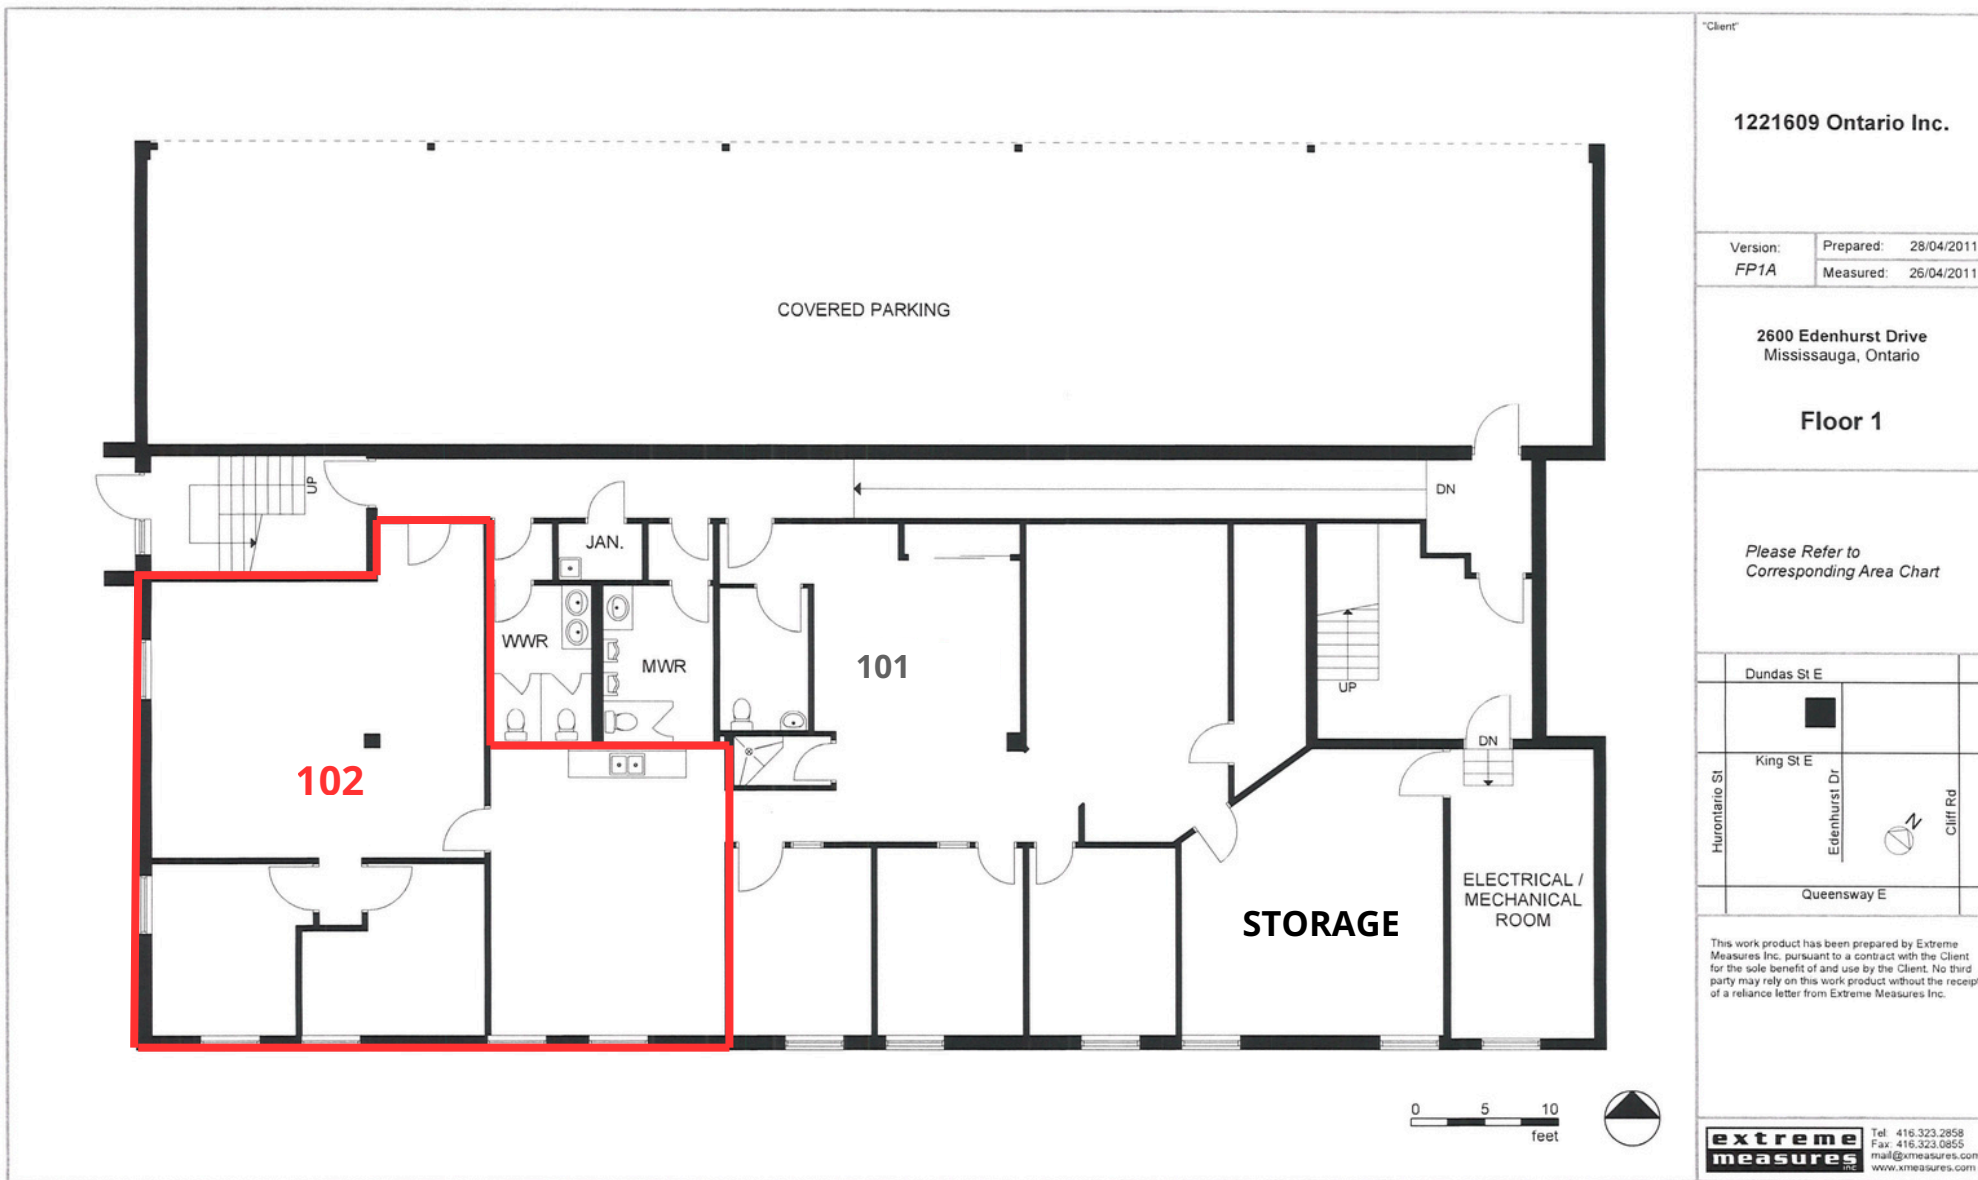 "Client"
1221609 Ontario Inc.
Version:
FP1A
Prepared: 28/04/2011
Measured: 26/04/2011
2600 Edenhurst Drive
Mississauga, Ontario
Floor 1
Please Refer to
Corresponding Area Chart
Dundas St E
King St E
Hurontario St
Edenhurst Dr
Cliff Rd
N
Queensway E
This work product has been prepared by Extreme
Measures Inc. pursuant to a contract with the Client
for the sole benefit of and use by the Client. No third
party may rely on this work product without the receipt
of a reliance letter from Extreme Measures Inc.
extreme
measures
inc
Tel: 416.323.2858
Fax: 416.323.0855
mail@xmeasures.com
www.xmeasures.com
COVERED PARKING
UP
DN
JAN.
WWR
MWR
101
102
UP
DN
STORAGE
ELECTRICAL /
MECHANICAL
ROOM
0 5 10
feet